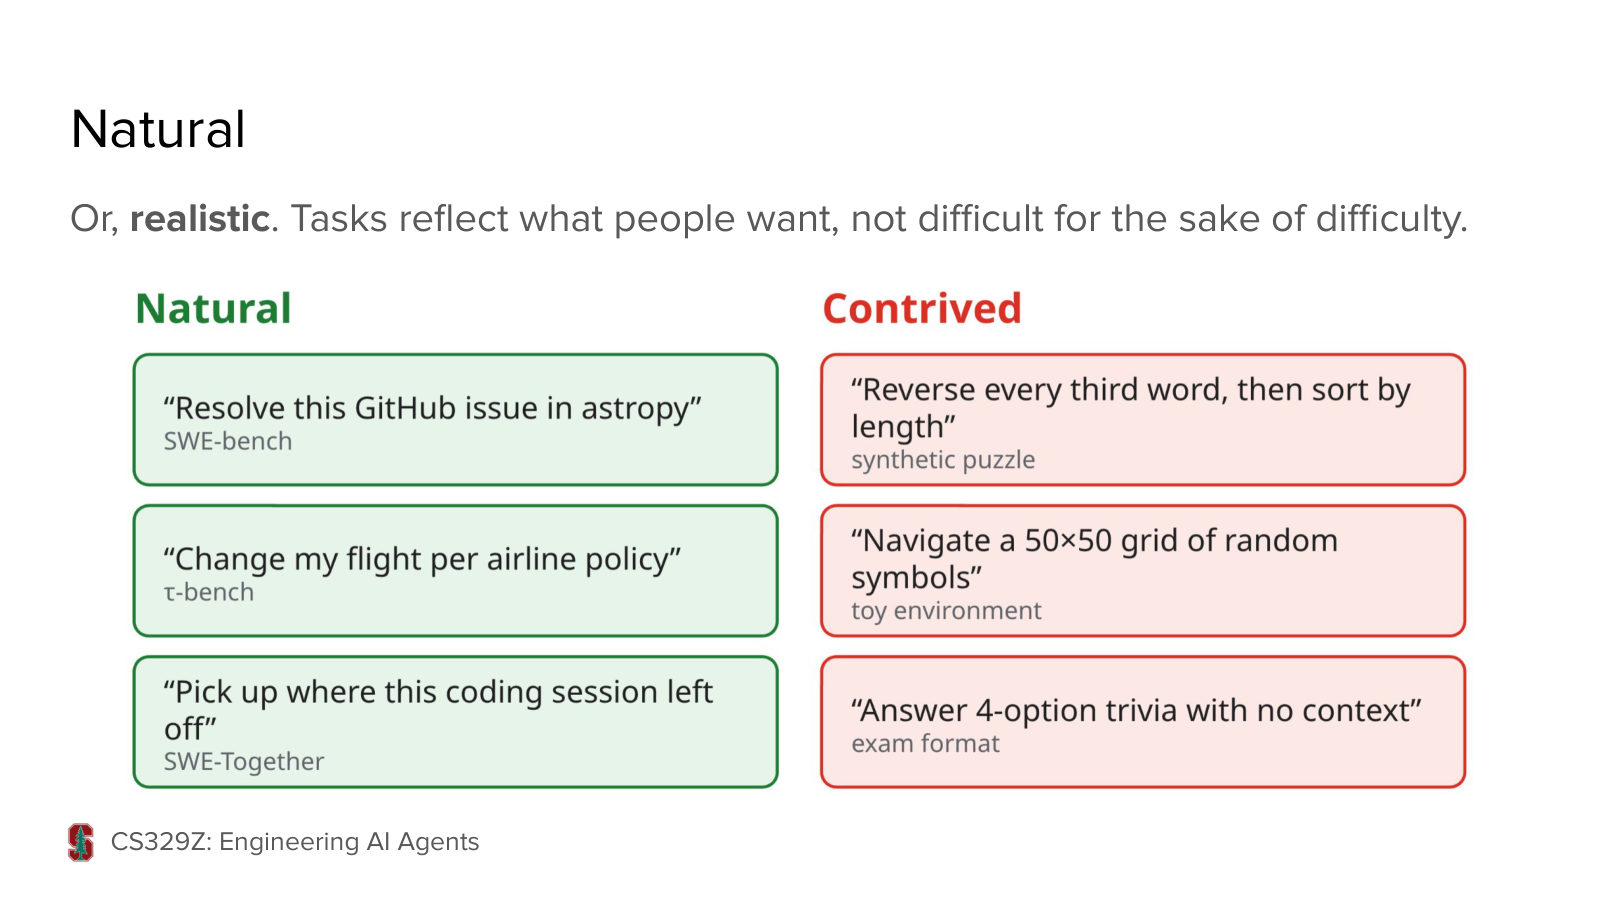 Natural
Or, realistic. Tasks reflect what people want, not difficult for the sake of difficulty.
Natural
“Resolve this GitHub issue in astropy”
SWE-bench
“Change my flight per airline policy”
τ-bench
“Pick up where this coding session left
off”
SWE-Together
Contrived
“Reverse every third word, then sort by
length”
synthetic puzzle
“Navigate a 50×50 grid of random
symbols”
toy environment
“Answer 4-option trivia with no context”
exam format
CS329Z: Engineering AI Agents